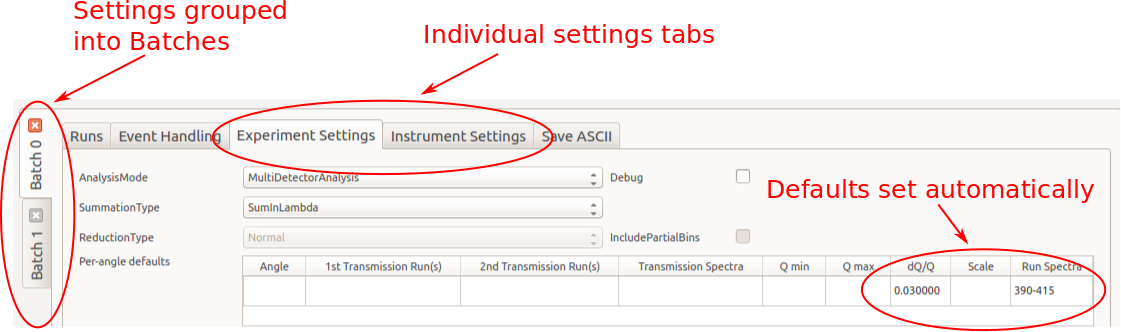 Settings grouped
into Batches
Individual settings tabs
Batch 0
Batch 1
Runs Event Handling Experiment Settings Instrument Settings Save ASCII
AnalysisMode MultiDetectorAnalysis Debug
Defaults set automatically
SummationType SumInLambda
ReductionType Normal IncludePartialBins
Per-angle defaults
Angle 1st Transmission Run(s) 2nd Transmission Run(s) Transmission Spectra Q min Q max dQ/Q Scale Run Spectra
0.030000 390-415